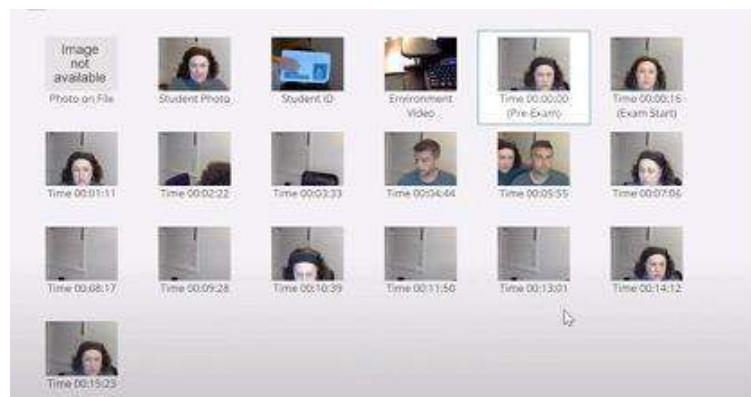 Image
not
available
Photo on File
Student Photo
Student ID
Environment
Video
Time 00:00:00
(Pre-Exam)
Time 00:00:16
(Exam Start)
Time 00:01:11
Time 00:02:22
Time 00:03:33
Time 00:04:44
Time 00:05:55
Time 00:07:06
Time 00:08:17
Time 00:09:28
Time 00:10:39
Time 00:11:50
Time 00:13:01
Time 00:14:12
Time 00:15:23